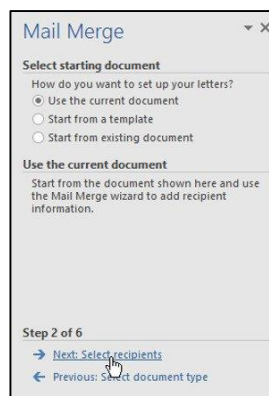 Mail Merge
Select starting document
How do you want to set up your letters?
Use the current document
Start from a template
Start from existing document
Use the current document
Start from the document shown here and use
the Mail Merge wizard to add recipient
information.
Step 2 of 6
Next: Select recipients
Previous: Select document type